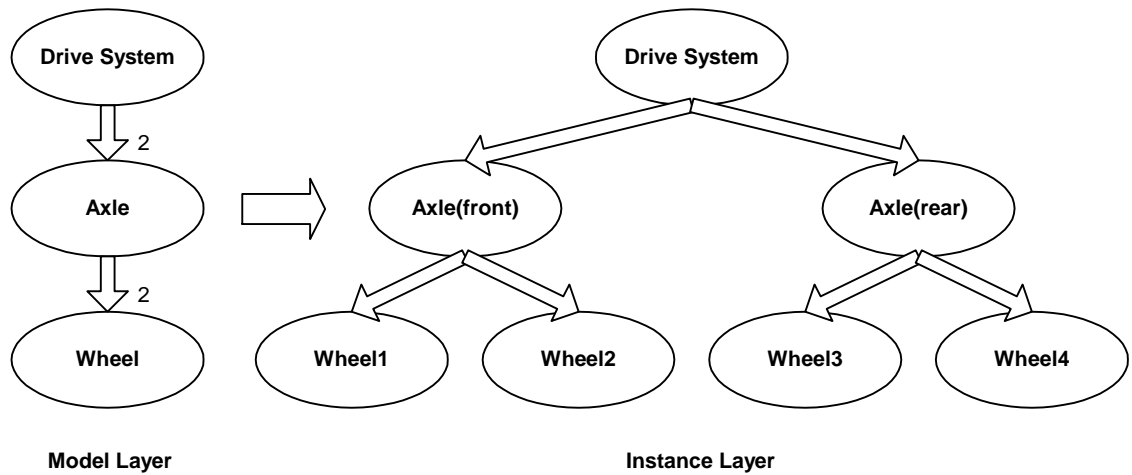 Drive System
2
Axle
2
Wheel
Model Layer
Drive System
Axle(front)
Axle(rear)
Wheel1
Wheel2
Wheel3
Wheel4
Instance Layer